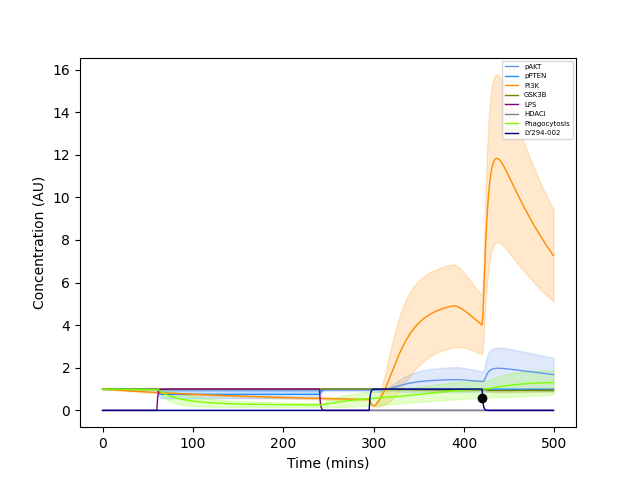 16
14
12
10
8
6
4
2
0
Concentration (AU)
pAKT
pPTEN
PI3K
GSK3B
LPS
HDACi
Phagocytosis
LY294-002
0 100 200 300 400 500
Time (mins)